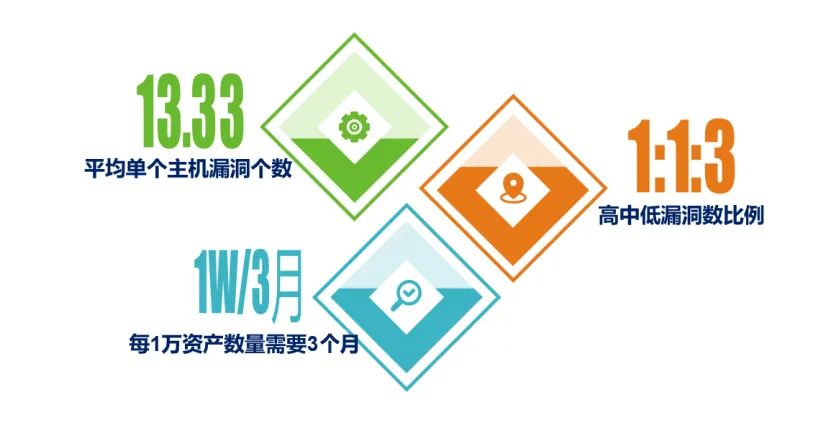 13.33
平均单个主机漏洞个数
1:1:3
高中低漏洞数比例
1W/3月
每1万资产数量需要3个月